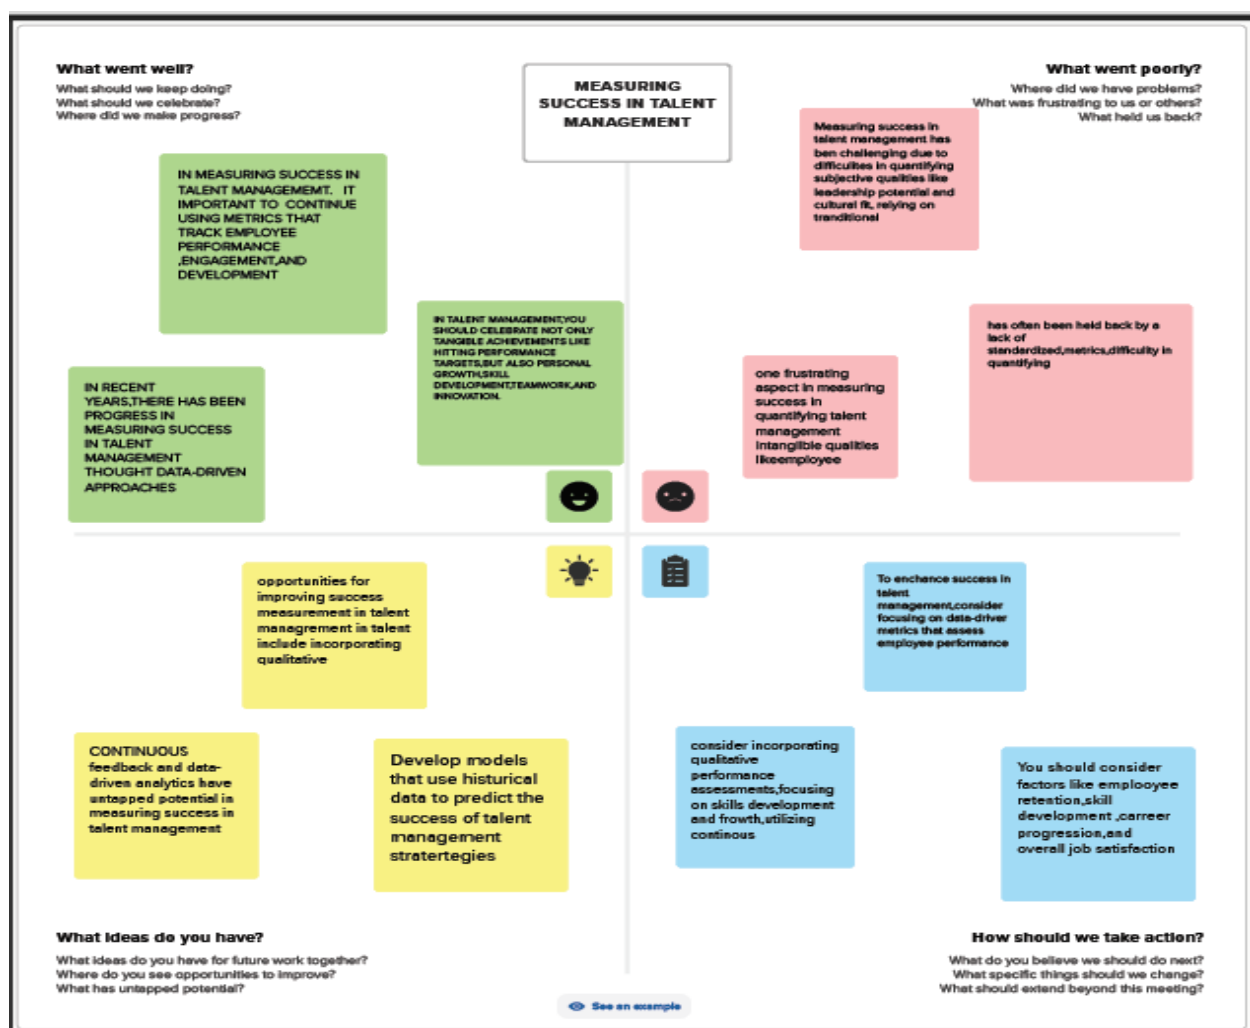 What went well?
What should we keep doing?
What should we celebrate?
Where did we make progress?
MEASURING
SUCCESS IN TALENT
MANAGEMENT
What went poorly?
Where did we have problems?
What was frustrating to us or others?
What held us back?
IN MEASURING SUCCESS IN
TALENT MANAGEMEMT. IT
IMPORTANT TO CONTINUE
USING METRICS THAT
TRACK EMPLOYEE
PERFORMANCE
,ENGAGEMENT,AND
DEVELOPMENT
IN TALENT MANAGEMENT,YOU
SHOULD CELEBRATE NOT ONLY
TANGIBLE ACHIEVEMENTS LIKE
HITTING PERFORMANCE
TARGETS,BUT ALSO PERSONAL
GROWTH,SKILL
DEVELOPMENT,TEAMWORK,AND
INNOVATION.
IN RECENT
YEARS,THERE HAS BEEN
PROGRESS IN
MEASURING SUCCESS
IN TALENT
MANAGEMENT
THOUGHT DATA-DRIVEN
APPROACHES
Measuring success in
talent management has
ben challenging due to
difficulites in quantifying
subjective qualities like
leadership potential and
cultural fit, relying on
tranditional
one frustrating
aspect in measuring
success in
quantifying talent
management
intangible qualities
likeemployee
has often been held back by a
lack of
standardized,metrics,difficulty in
quantifying
opportunities for
improving success
measurement in talent
managrement in talent
include incorporating
qualitative
CONTINUOUS
feedback and data-
driven analytics have
untapped potential in
measuring success in
talent management
Develop models
that use historical
data to predict the
success of talent
management
stratertegies
To enchance success in
talent
management,consider
focusing on data-driver
metrics that assess
employee performance
consider incorporating
qualitative
performance
assessments,focusing
on skills development
and frowth,utilizing
continous
You should consider
factors like emplooyee
retention,skill
development ,carreer
progression,and
overall job satisfaction
What ideas do you have?
What ideas do you have for future work together?
Where do you see opportunities to improve?
What has untapped potential?
How should we take action?
What do you believe we should do next?
What specific things should we change?
What should extend beyond this meeting?
See an example